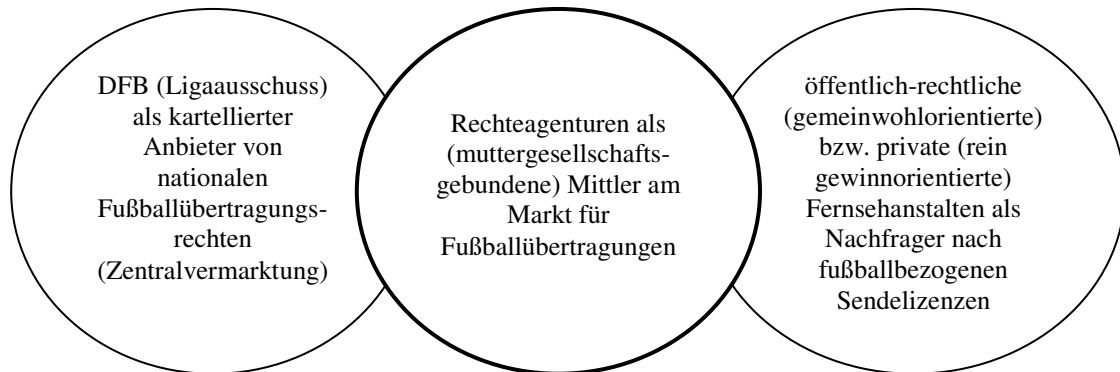 DFB (Ligaausschuss)
als kartellierter
Anbieter von
nationalen
Fußballübertragungs-
rechten
(Zentralvermarktung)
Rechteagenturen als
(muttergesellschafts-
gebundene) Mittler am
Markt für
Fußballübertragungen
öffentlich-rechtliche
(gemeinwohlorientierte)
bzw. private (rein
gewinnorientierte)
Fernsehanstalten als
Nachfrager nach
fußballbezogenen
Sendelizenzen